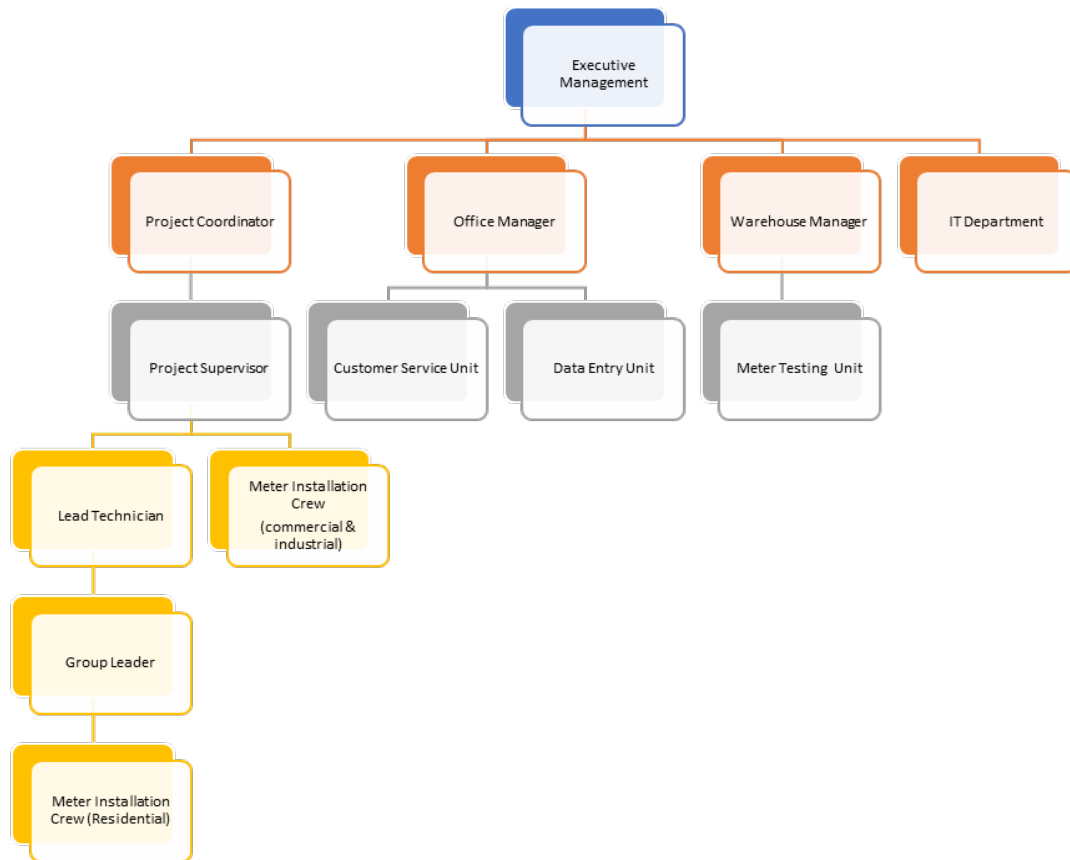 Executive
Management
Project Coordinator
Office Manager
Warehouse Manager
IT Department
Project Supervisor
Customer Service Unit
Data Entry Unit
Meter Testing Unit
Lead Technician
Meter Installation
Crew
(commercial &
industrial)
Group Leader
Meter Installation
Crew (Residential)